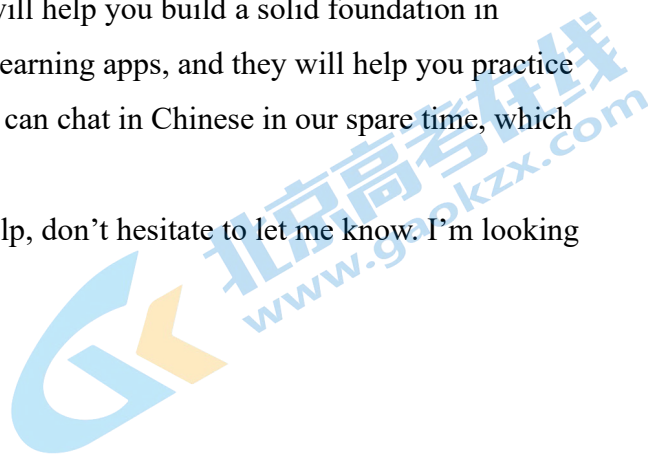 will help you build a solid foundation in
earning apps, and they will help you practice
can chat in Chinese in our spare time, which
lp, don’t hesitate to let me know. I’m looking
北京高考在线
www.gaokzx.com